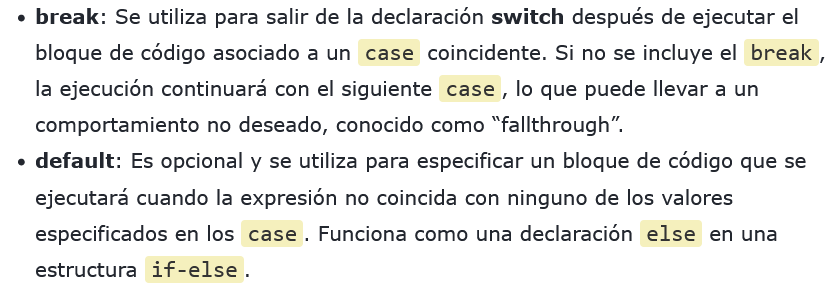 • break: Se utiliza para salir de la declaración switch después de ejecutar el
bloque de código asociado a un case coincidente. Si no se incluye el break,
la ejecución continuará con el siguiente case, lo que puede llevar a un
comportamiento no deseado, conocido como “fallthrough”.
• default: Es opcional y se utiliza para especificar un bloque de código que se
ejecutará cuando la expresión no coincida con ninguno de los valores
especificados en los case. Funciona como una declaración else en una
estructura if-else.